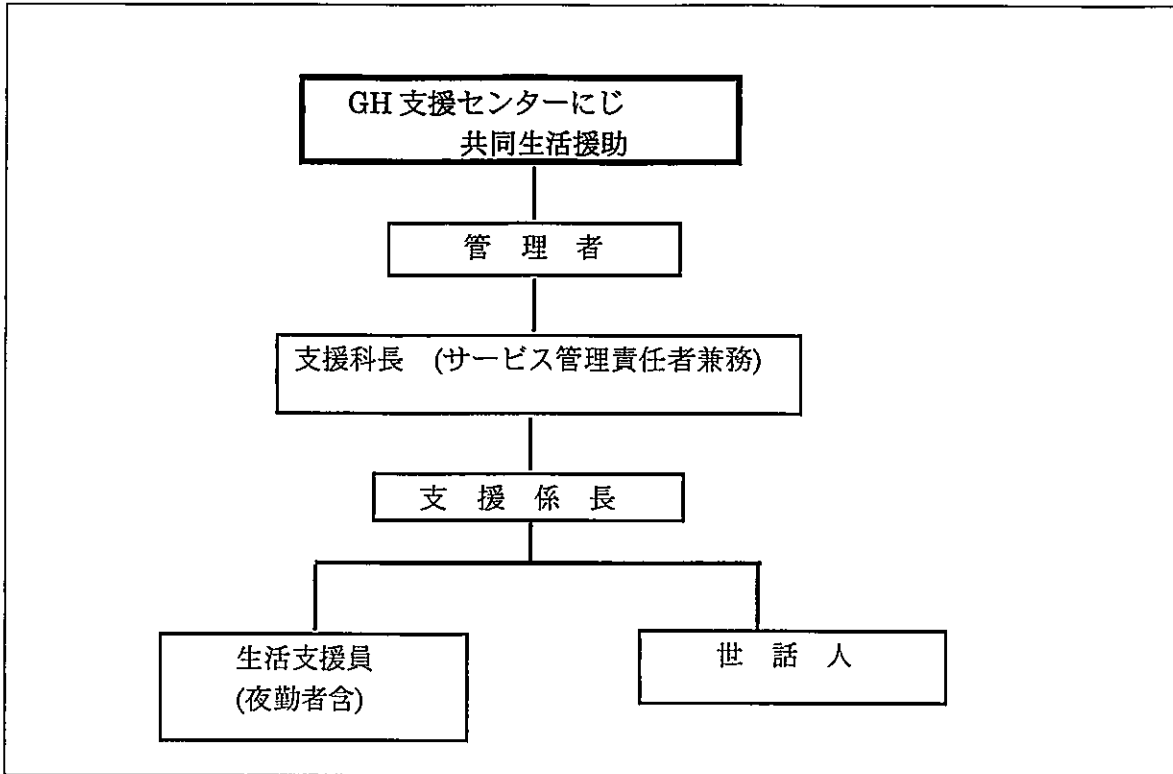 GH 支援センターにじ
共同生活援助
管 理 者
支援科長 (サービス管理責任者兼務)
支 援 係 長
生活支援員
(夜勤者含)
世 話 人